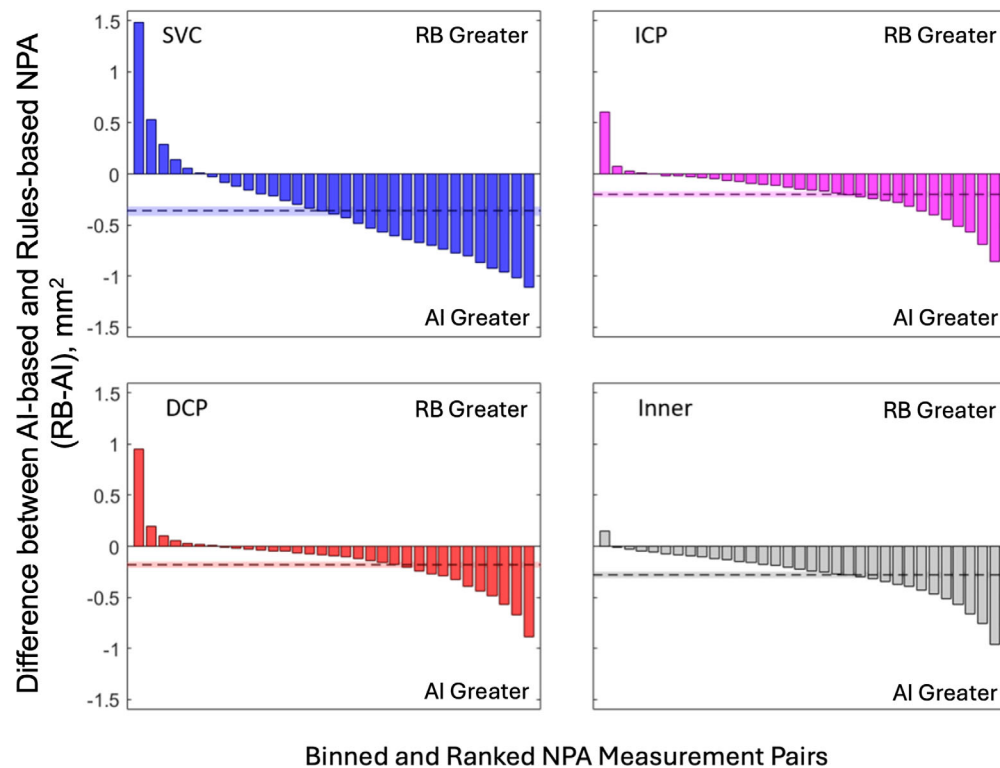 Difference between AI-based and Rules-based NPA
(RB-AI), mm²
1.5
1
0.5
0
-0.5
-1
-1.5
SVC
RB Greater
AI Greater
ICP
RB Greater
AI Greater
1.5
1
0.5
0
-0.5
-1
-1.5
DCP
RB Greater
AI Greater
Inner
RB Greater
AI Greater
Binned and Ranked NPA Measurement Pairs